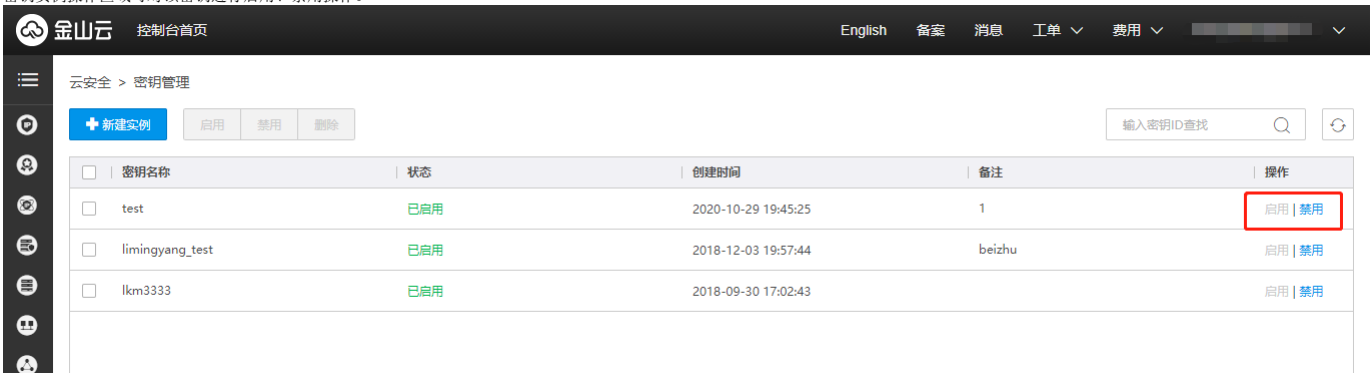 金山云 控制台首页 English 备案 消息 工单 费用
云安全 > 密钥管理
新建实例 启用 禁用 删除 输入密钥ID查找
密钥名称 状态 创建时间 备注 操作
test 已启用 2020-10-29 19:45:25 1 启用 | 禁用
limingyang_test 已启用 2018-12-03 19:57:44 beizhu 启用 | 禁用
lkm3333 已启用 2018-09-30 17:02:43 启用 | 禁用